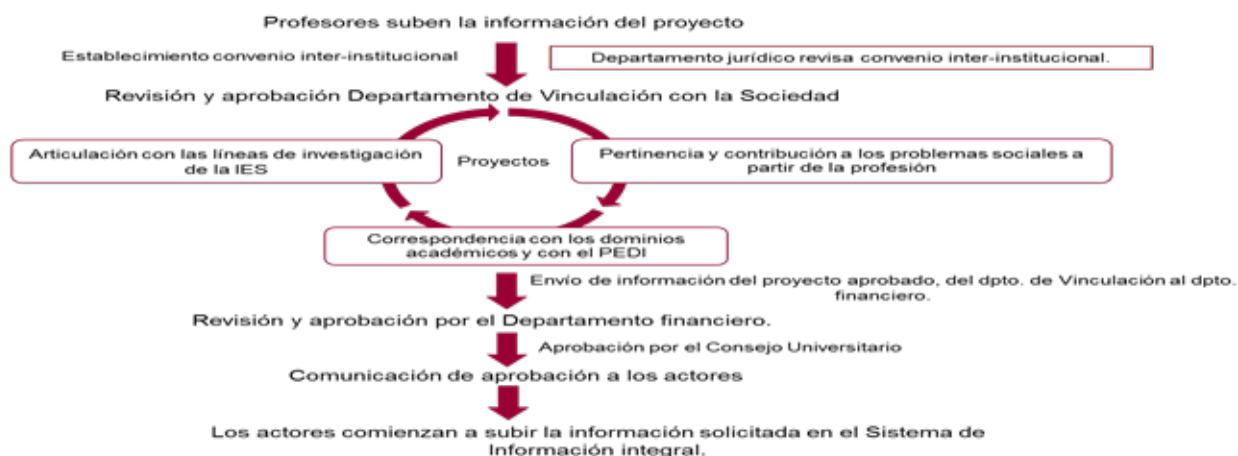 Profesores suben la información del proyecto
Establecimiento convenio inter-institucional
Departamento jurídico revisa convenio inter-institucional.
Revisión y aprobación Departamento de Vinculación con la Sociedad
Articulación con las líneas de investigación
de la IES
Proyectos
Pertinencia y contribución a los problemas sociales a
partir de la profesión
Correspondencia con los dominios
académicos y con el PEDI
Envío de información del proyecto aprobado, del dpto. de Vinculación al dpto.
financiero.
Revisión y aprobación por el Departamento financiero.
Aprobación por el Consejo Universitario
Comunicación de aprobación a los actores
Los actores comienzan a subir la información solicitada en el Sistema de
Información integral.